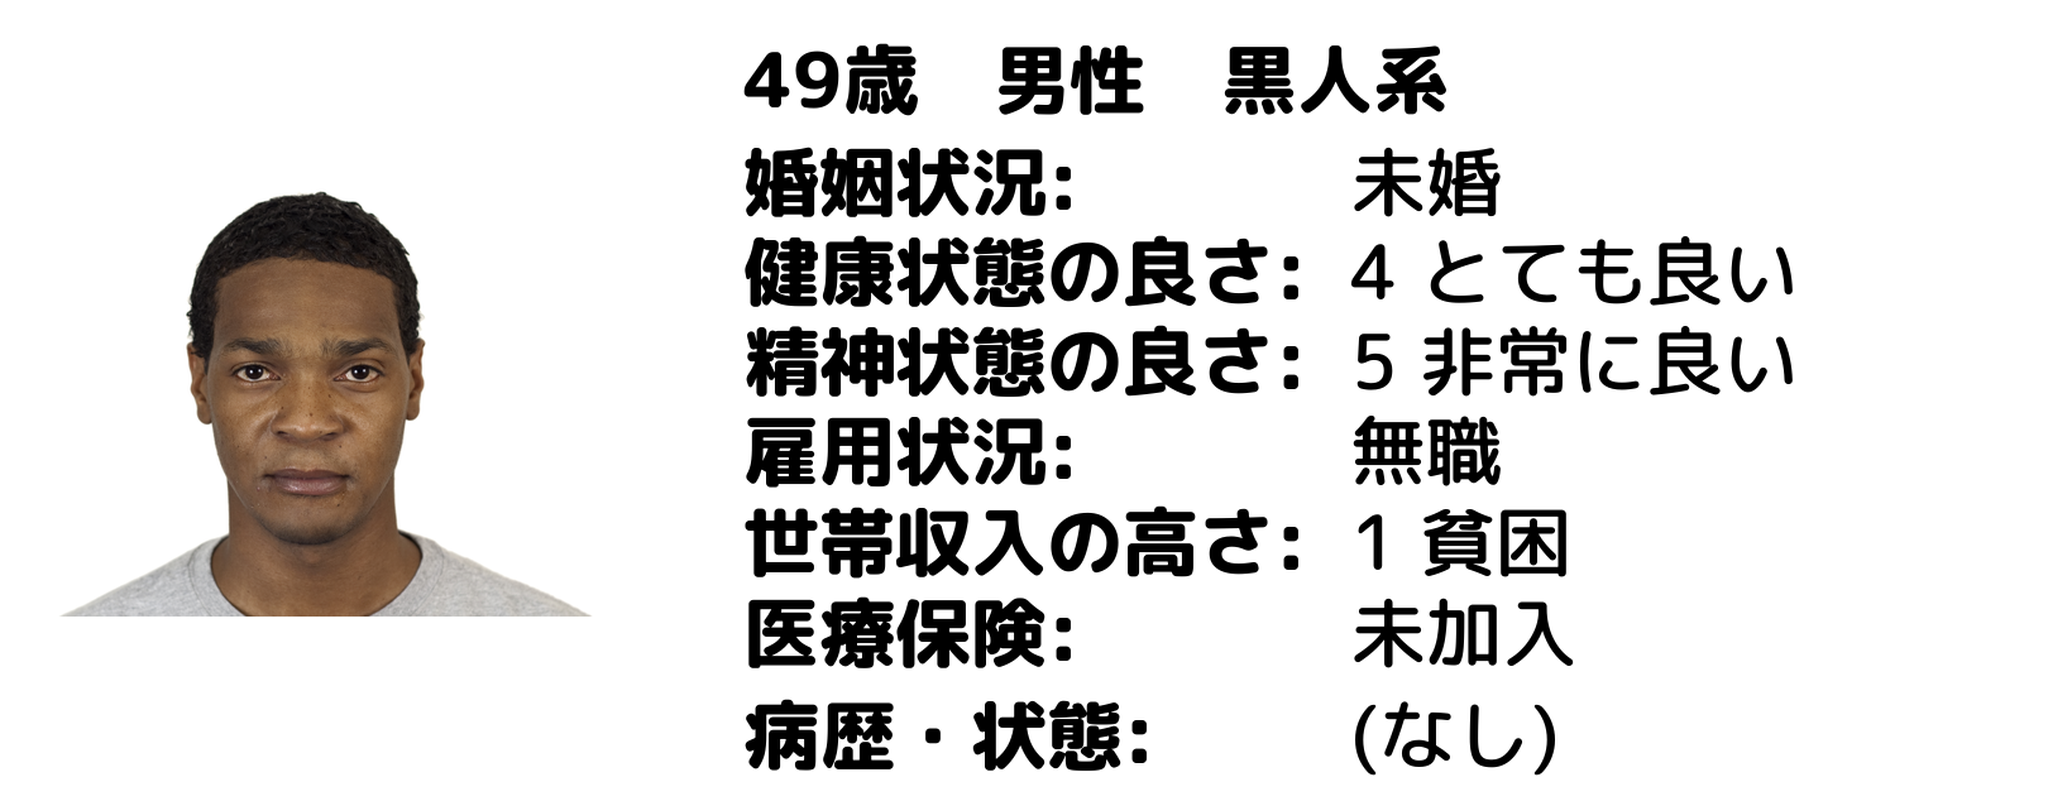 49歳　男性　黒人系
婚姻状況: 未婚
健康状態の良さ: 4 とても良い
精神状態の良さ: 5 非常に良い
雇用状況: 無職
世帯収入の高さ: 1 貧困
医療保険: 未加入
病歴・状態: (なし)